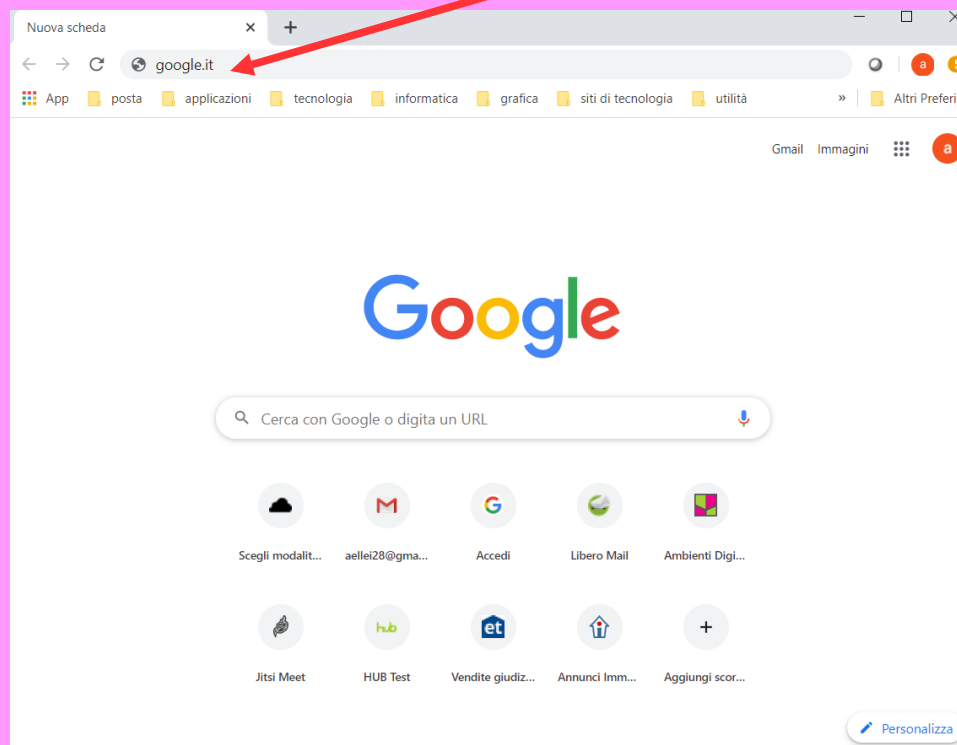 Nuova scheda
google.it
a
App posta applicazioni tecnologia informatica grafica siti di tecnologia utilità » Altri Preferi
Gmail Immagini a
Google
Cerca con Google o digita un URL
Scegli modalit... aellei28@gma... Accedi Libero Mail Ambienti Digi...
hub et
Jitsi Meet HUB Test Vendite giudiz... Annunci Imm... Aggiungi scor...
Personalizza